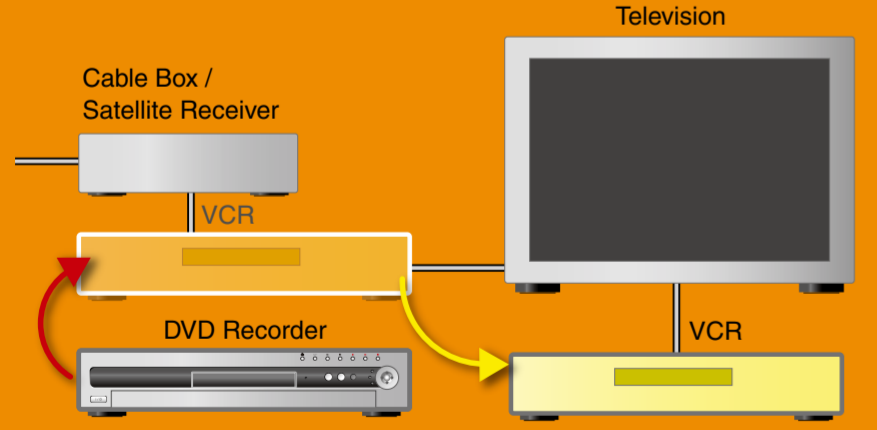 Television
Cable Box /
Satellite Receiver
VCR
DVD Recorder
VCR